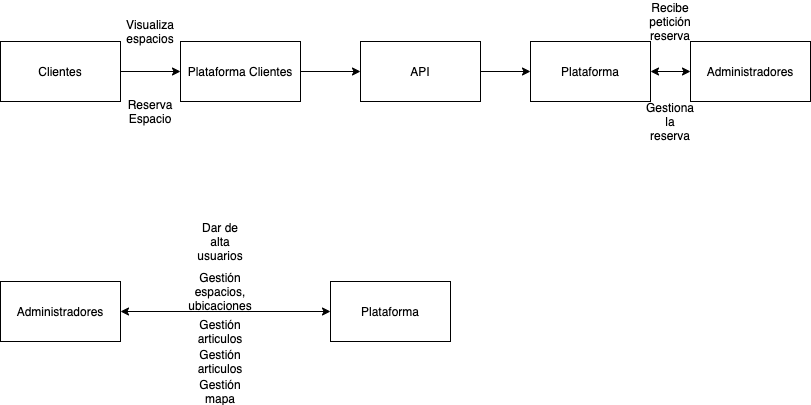 Visualiza
espacios
Recibe
petición
reserva
Clientes
Plataforma Clientes
API
Plataforma
Administradores
Reserva
Espacio
Gestiona
la
reserva
Dar de
alta
usuarios
Gestión
espacios,
ubicaciones
Administradores
Plataforma
Gestión
articulos
Gestión
articulos
Gestión
mapa